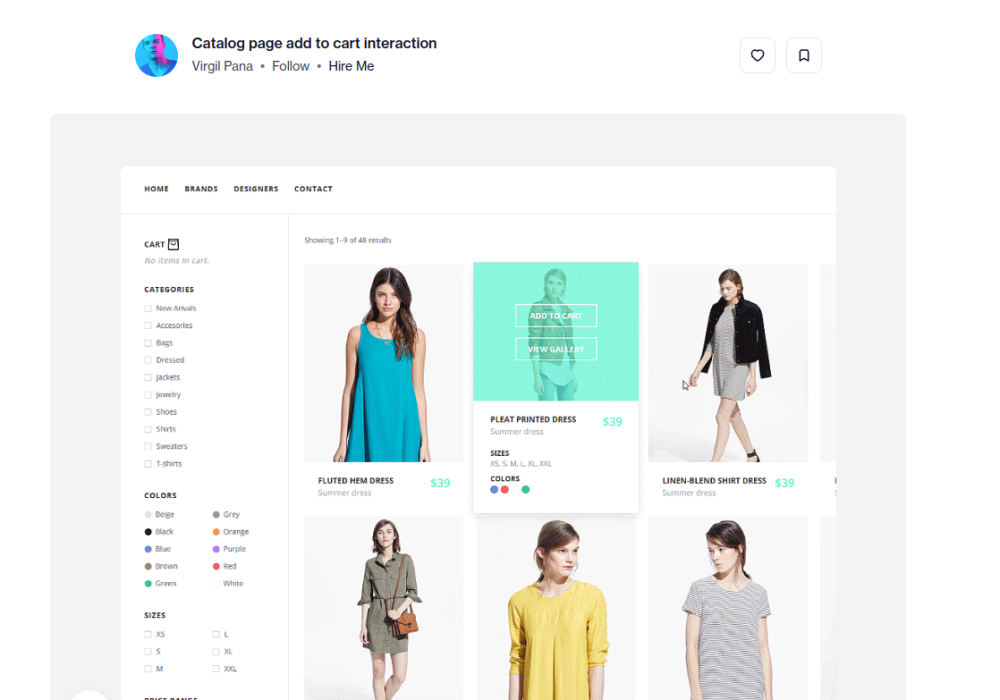 Catalog page add to cart interaction
Virgil Pana • Follow • Hire Me
HOME BRANDS DESIGNERS CONTACT
CART
No items in cart.
CATEGORIES
New Arivals
Accesories
Bags
Dressed
Jackets
Jewelry
Shoes
Shirts
Sweaters
T-shirts
COLORS
Beige Grey
Black Orange
Blue Purple
Brown Red
Green White
SIZES
XS L
S XL
M XXL
PRICE RANGE
Showing 1-9 of 48 results
ADD TO CART
VIEW GALLERY
PLEAT PRINTED DRESS $39
Summer dress
SIZES
XS, S, M, L, XL, XXL
COLORS
FLUTED HEM DRESS $39
Summer dress
LINEN-BLEND SHIRT DRESS $39
Summer dress